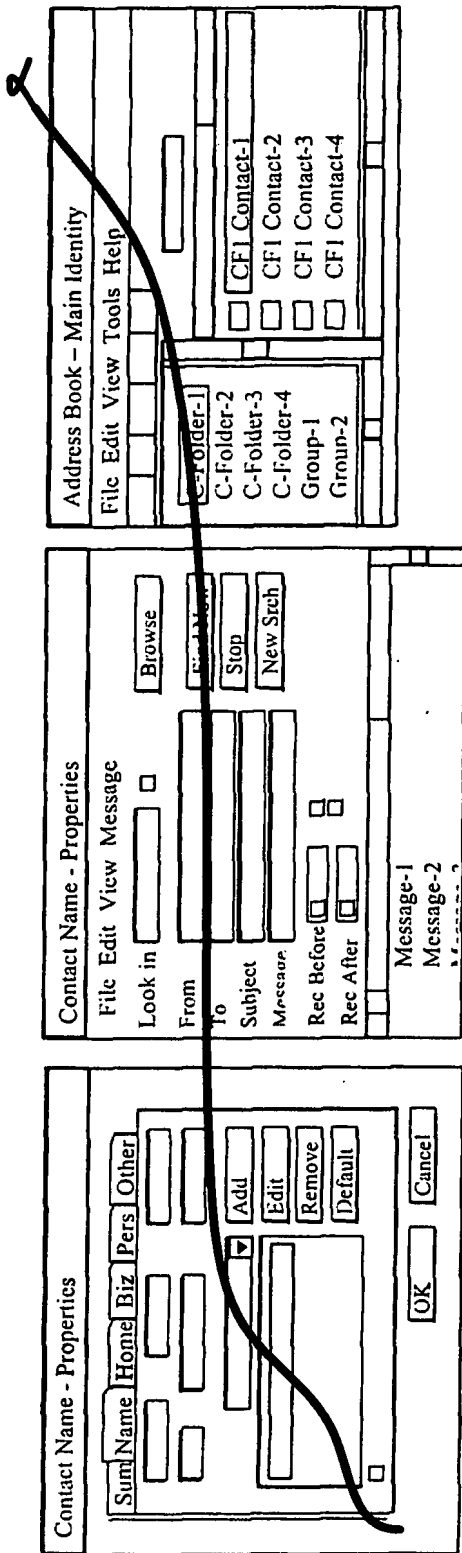 Contact Name - Properties
Sum Name Home Biz Pers Other
Add
Edit
Remove
Default
OK Cancel
Contact Name - Properties
File Edit View Message
Look in Browse
From
To Stop
Subject New Srch
Message
Rec Before
Rec After
Message-1
Message-2
Address Book – Main Identity
File Edit View Tools Help
C-Folder-1
C-Folder-2
C-Folder-3
C-Folder-4
Group-1
Group-2
CF1 Contact-1
CF1 Contact-2
CF1 Contact-3
CF1 Contact-4